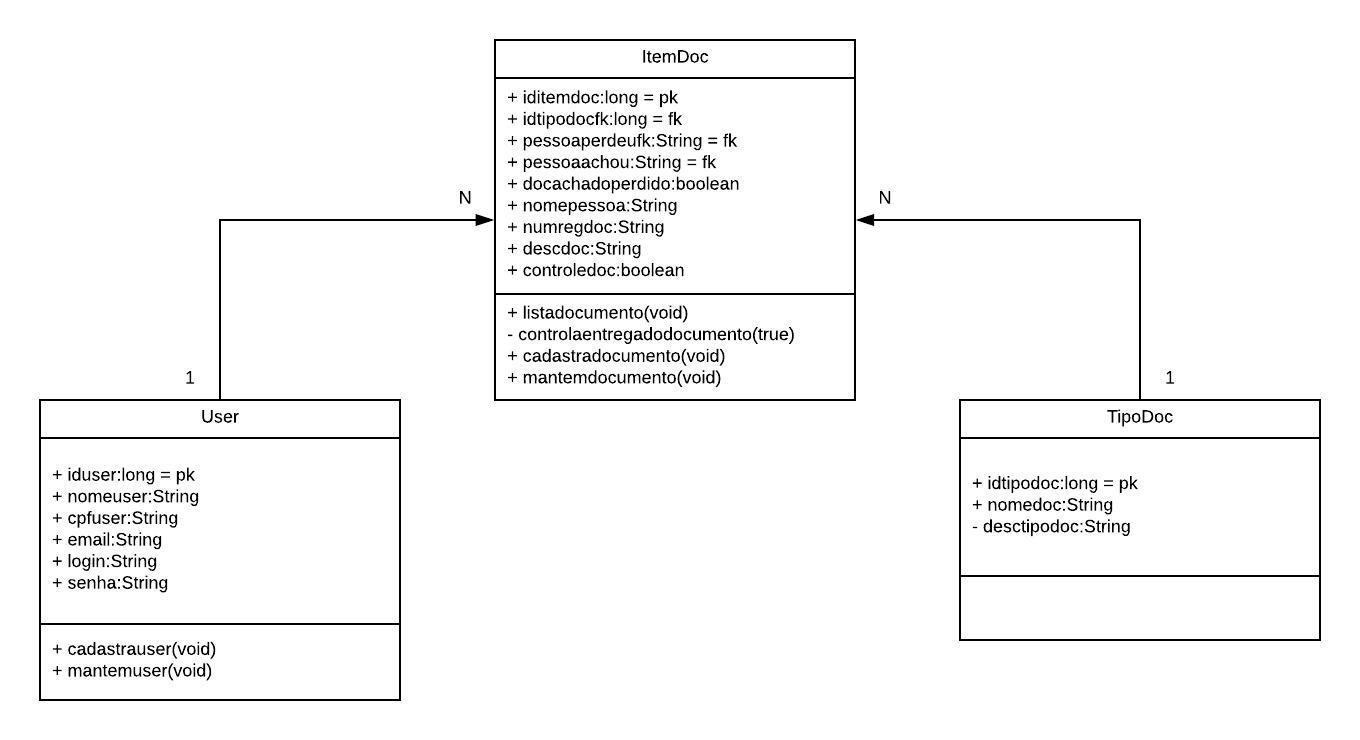 ItemDoc
+ iditemdoc:long = pk
+ idtipodocfk:long = fk
+ pessoaperdeufk:String = fk
+ pessoaachou:String = fk
+ docachadoperdido:boolean
+ nomepessoa:String
+ numregdoc:String
+ descdoc:String
+ controledoc:boolean
+ listadocumento(void)
- controlaentregadodocumento(true)
+ cadastradocumento(void)
+ mantemdocumento(void)
N
N
1
1
User
+ iduser:long = pk
+ nomeuser:String
+ cpfuser:String
+ email:String
+ login:String
+ senha:String
+ cadastrauser(void)
+ mantemuser(void)
TipoDoc
+ idtipodoc:long = pk
+ nomedoc:String
- desctipodoc:String